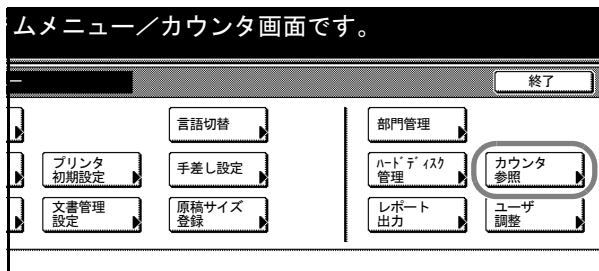 ムメニュー／カウンタ画面です。
ー
終了
言語切替
部門管理
プリンタ
初期設定
手差し設定
ﾊｰﾄﾞﾃﾞｨｽｸ
管理
カウンタ
参照
文書管理
設定
原稿サイズ
登録
レポート
出力
ユーザ
調整